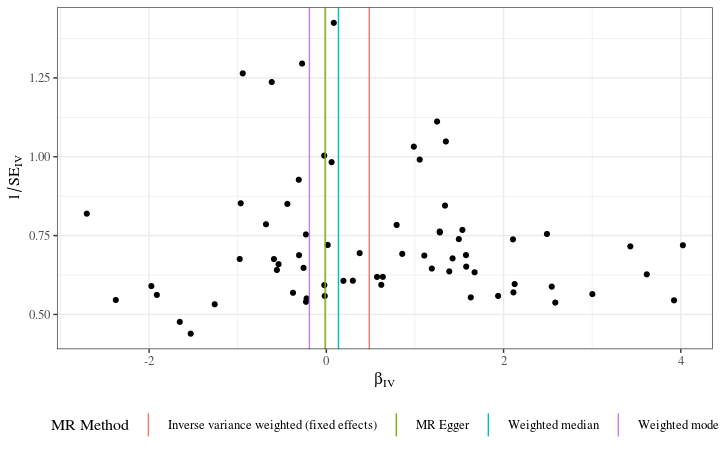 1/SE_IV
1.25
1.00
0.75
0.50
-2 0 2 4
β_IV
MR Method Inverse variance weighted (fixed effects) MR Egger Weighted median Weighted mode